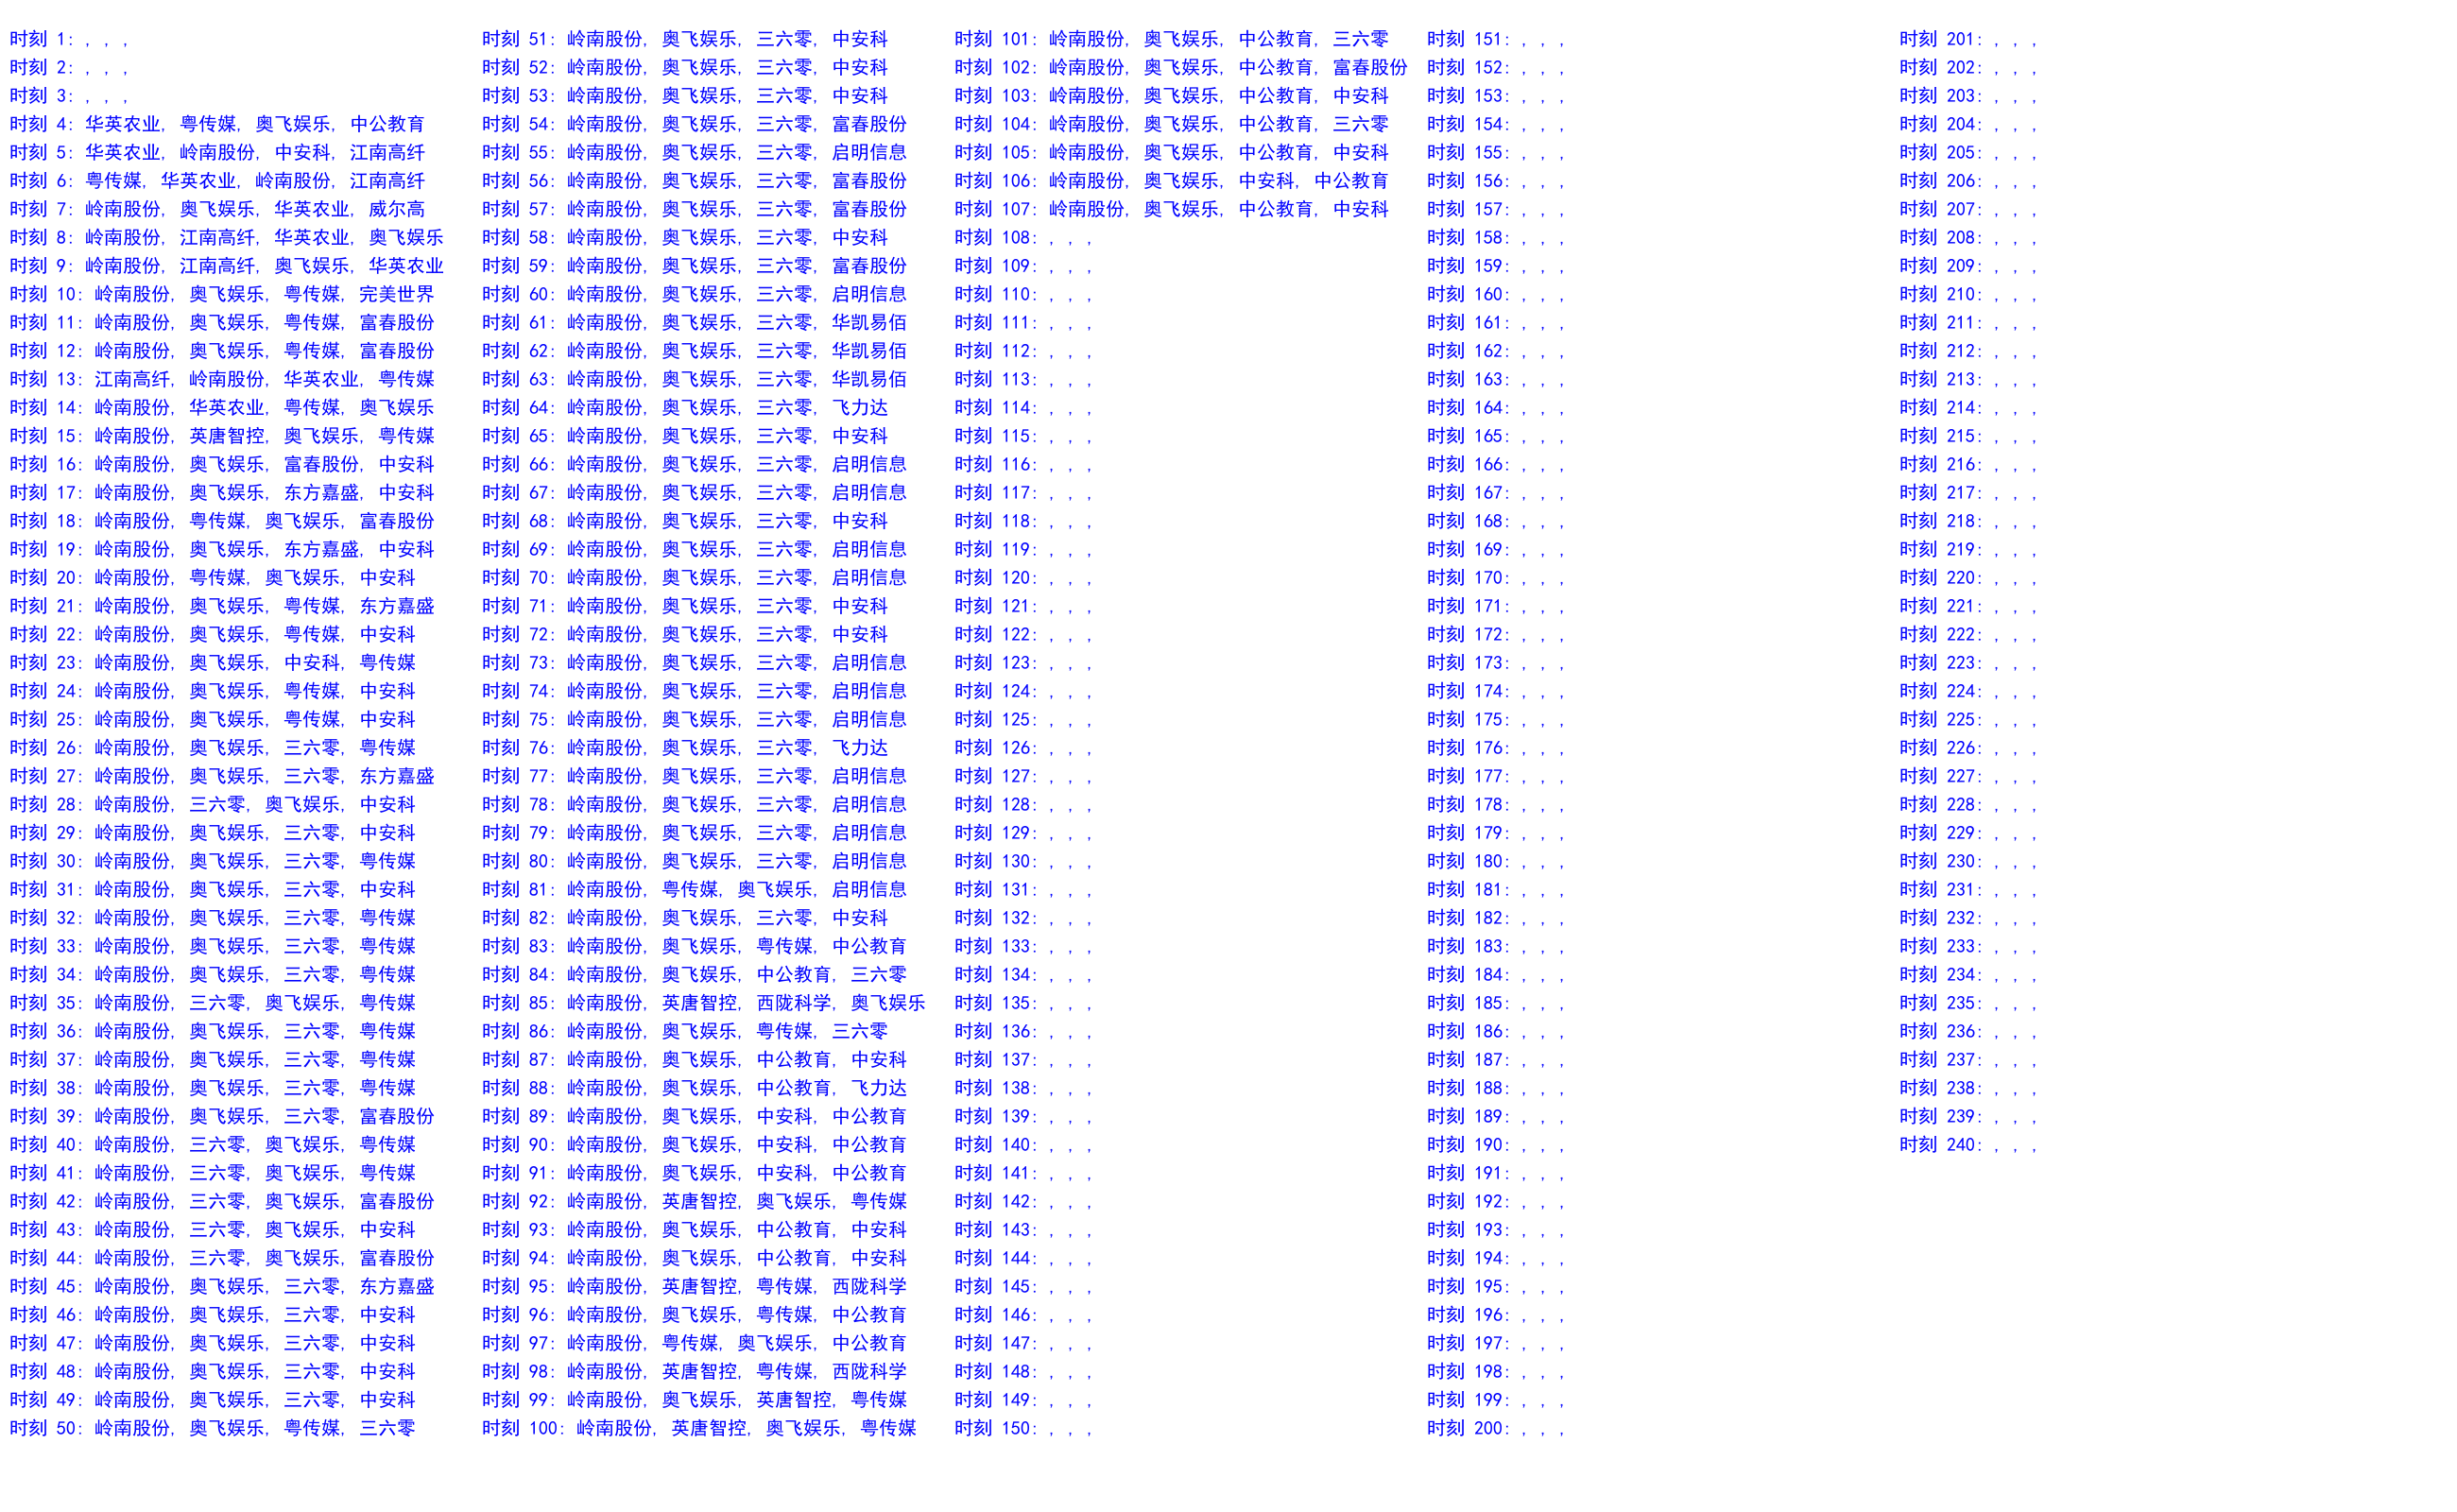 时刻 1: , , ,
时刻 2: , , ,
时刻 3: , , ,
时刻 4: 华英农业, 粤传媒, 奥飞娱乐, 中公教育
时刻 5: 华英农业, 岭南股份, 中安科, 江南高纤
时刻 6: 粤传媒, 华英农业, 岭南股份, 江南高纤
时刻 7: 岭南股份, 奥飞娱乐, 华英农业, 威尔高
时刻 8: 岭南股份, 江南高纤, 华英农业, 奥飞娱乐
时刻 9: 岭南股份, 江南高纤, 奥飞娱乐, 华英农业
时刻 10: 岭南股份, 奥飞娱乐, 粤传媒, 完美世界
时刻 11: 岭南股份, 奥飞娱乐, 粤传媒, 富春股份
时刻 12: 岭南股份, 奥飞娱乐, 粤传媒, 富春股份
时刻 13: 江南高纤, 岭南股份, 华英农业, 粤传媒
时刻 14: 岭南股份, 华英农业, 粤传媒, 奥飞娱乐
时刻 15: 岭南股份, 英唐智控, 奥飞娱乐, 粤传媒
时刻 16: 岭南股份, 奥飞娱乐, 富春股份, 中安科
时刻 17: 岭南股份, 奥飞娱乐, 东方嘉盛, 中安科
时刻 18: 岭南股份, 粤传媒, 奥飞娱乐, 富春股份
时刻 19: 岭南股份, 奥飞娱乐, 东方嘉盛, 中安科
时刻 20: 岭南股份, 粤传媒, 奥飞娱乐, 中安科
时刻 21: 岭南股份, 奥飞娱乐, 粤传媒, 东方嘉盛
时刻 22: 岭南股份, 奥飞娱乐, 粤传媒, 中安科
时刻 23: 岭南股份, 奥飞娱乐, 中安科, 粤传媒
时刻 24: 岭南股份, 奥飞娱乐, 粤传媒, 中安科
时刻 25: 岭南股份, 奥飞娱乐, 粤传媒, 中安科
时刻 26: 岭南股份, 奥飞娱乐, 三六零, 粤传媒
时刻 27: 岭南股份, 奥飞娱乐, 三六零, 东方嘉盛
时刻 28: 岭南股份, 三六零, 奥飞娱乐, 中安科
时刻 29: 岭南股份, 奥飞娱乐, 三六零, 中安科
时刻 30: 岭南股份, 奥飞娱乐, 三六零, 粤传媒
时刻 31: 岭南股份, 奥飞娱乐, 三六零, 中安科
时刻 32: 岭南股份, 奥飞娱乐, 三六零, 粤传媒
时刻 33: 岭南股份, 奥飞娱乐, 三六零, 粤传媒
时刻 34: 岭南股份, 奥飞娱乐, 三六零, 粤传媒
时刻 35: 岭南股份, 三六零, 奥飞娱乐, 粤传媒
时刻 36: 岭南股份, 奥飞娱乐, 三六零, 粤传媒
时刻 37: 岭南股份, 奥飞娱乐, 三六零, 粤传媒
时刻 38: 岭南股份, 奥飞娱乐, 三六零, 粤传媒
时刻 39: 岭南股份, 奥飞娱乐, 三六零, 富春股份
时刻 40: 岭南股份, 三六零, 奥飞娱乐, 粤传媒
时刻 41: 岭南股份, 三六零, 奥飞娱乐, 粤传媒
时刻 42: 岭南股份, 三六零, 奥飞娱乐, 富春股份
时刻 43: 岭南股份, 三六零, 奥飞娱乐, 中安科
时刻 44: 岭南股份, 三六零, 奥飞娱乐, 富春股份
时刻 45: 岭南股份, 奥飞娱乐, 三六零, 东方嘉盛
时刻 46: 岭南股份, 奥飞娱乐, 三六零, 中安科
时刻 47: 岭南股份, 奥飞娱乐, 三六零, 中安科
时刻 48: 岭南股份, 奥飞娱乐, 三六零, 中安科
时刻 49: 岭南股份, 奥飞娱乐, 三六零, 中安科
时刻 50: 岭南股份, 奥飞娱乐, 粤传媒, 三六零
时刻 51: 岭南股份, 奥飞娱乐, 三六零, 中安科
时刻 52: 岭南股份, 奥飞娱乐, 三六零, 中安科
时刻 53: 岭南股份, 奥飞娱乐, 三六零, 中安科
时刻 54: 岭南股份, 奥飞娱乐, 三六零, 富春股份
时刻 55: 岭南股份, 奥飞娱乐, 三六零, 启明信息
时刻 56: 岭南股份, 奥飞娱乐, 三六零, 富春股份
时刻 57: 岭南股份, 奥飞娱乐, 三六零, 富春股份
时刻 58: 岭南股份, 奥飞娱乐, 三六零, 中安科
时刻 59: 岭南股份, 奥飞娱乐, 三六零, 富春股份
时刻 60: 岭南股份, 奥飞娱乐, 三六零, 启明信息
时刻 61: 岭南股份, 奥飞娱乐, 三六零, 华凯易佰
时刻 62: 岭南股份, 奥飞娱乐, 三六零, 华凯易佰
时刻 63: 岭南股份, 奥飞娱乐, 三六零, 华凯易佰
时刻 64: 岭南股份, 奥飞娱乐, 三六零, 飞力达
时刻 65: 岭南股份, 奥飞娱乐, 三六零, 中安科
时刻 66: 岭南股份, 奥飞娱乐, 三六零, 启明信息
时刻 67: 岭南股份, 奥飞娱乐, 三六零, 启明信息
时刻 68: 岭南股份, 奥飞娱乐, 三六零, 中安科
时刻 69: 岭南股份, 奥飞娱乐, 三六零, 启明信息
时刻 70: 岭南股份, 奥飞娱乐, 三六零, 启明信息
时刻 71: 岭南股份, 奥飞娱乐, 三六零, 中安科
时刻 72: 岭南股份, 奥飞娱乐, 三六零, 中安科
时刻 73: 岭南股份, 奥飞娱乐, 三六零, 启明信息
时刻 74: 岭南股份, 奥飞娱乐, 三六零, 启明信息
时刻 75: 岭南股份, 奥飞娱乐, 三六零, 启明信息
时刻 76: 岭南股份, 奥飞娱乐, 三六零, 飞力达
时刻 77: 岭南股份, 奥飞娱乐, 三六零, 启明信息
时刻 78: 岭南股份, 奥飞娱乐, 三六零, 启明信息
时刻 79: 岭南股份, 奥飞娱乐, 三六零, 启明信息
时刻 80: 岭南股份, 奥飞娱乐, 三六零, 启明信息
时刻 81: 岭南股份, 粤传媒, 奥飞娱乐, 启明信息
时刻 82: 岭南股份, 奥飞娱乐, 三六零, 中安科
时刻 83: 岭南股份, 奥飞娱乐, 粤传媒, 中公教育
时刻 84: 岭南股份, 奥飞娱乐, 中公教育, 三六零
时刻 85: 岭南股份, 英唐智控, 西陇科学, 奥飞娱乐
时刻 86: 岭南股份, 奥飞娱乐, 粤传媒, 三六零
时刻 87: 岭南股份, 奥飞娱乐, 中公教育, 中安科
时刻 88: 岭南股份, 奥飞娱乐, 中公教育, 飞力达
时刻 89: 岭南股份, 奥飞娱乐, 中安科, 中公教育
时刻 90: 岭南股份, 奥飞娱乐, 中安科, 中公教育
时刻 91: 岭南股份, 奥飞娱乐, 中安科, 中公教育
时刻 92: 岭南股份, 英唐智控, 奥飞娱乐, 粤传媒
时刻 93: 岭南股份, 奥飞娱乐, 中公教育, 中安科
时刻 94: 岭南股份, 奥飞娱乐, 中公教育, 中安科
时刻 95: 岭南股份, 英唐智控, 粤传媒, 西陇科学
时刻 96: 岭南股份, 奥飞娱乐, 粤传媒, 中公教育
时刻 97: 岭南股份, 粤传媒, 奥飞娱乐, 中公教育
时刻 98: 岭南股份, 英唐智控, 粤传媒, 西陇科学
时刻 99: 岭南股份, 奥飞娱乐, 英唐智控, 粤传媒
时刻 100: 岭南股份, 英唐智控, 奥飞娱乐, 粤传媒
时刻 101: 岭南股份, 奥飞娱乐, 中公教育, 三六零
时刻 102: 岭南股份, 奥飞娱乐, 中公教育, 富春股份
时刻 103: 岭南股份, 奥飞娱乐, 中公教育, 中安科
时刻 104: 岭南股份, 奥飞娱乐, 中公教育, 三六零
时刻 105: 岭南股份, 奥飞娱乐, 中公教育, 中安科
时刻 106: 岭南股份, 奥飞娱乐, 中安科, 中公教育
时刻 107: 岭南股份, 奥飞娱乐, 中公教育, 中安科
时刻 108: , , ,
时刻 109: , , ,
时刻 110: , , ,
时刻 111: , , ,
时刻 112: , , ,
时刻 113: , , ,
时刻 114: , , ,
时刻 115: , , ,
时刻 116: , , ,
时刻 117: , , ,
时刻 118: , , ,
时刻 119: , , ,
时刻 120: , , ,
时刻 121: , , ,
时刻 122: , , ,
时刻 123: , , ,
时刻 124: , , ,
时刻 125: , , ,
时刻 126: , , ,
时刻 127: , , ,
时刻 128: , , ,
时刻 129: , , ,
时刻 130: , , ,
时刻 131: , , ,
时刻 132: , , ,
时刻 133: , , ,
时刻 134: , , ,
时刻 135: , , ,
时刻 136: , , ,
时刻 137: , , ,
时刻 138: , , ,
时刻 139: , , ,
时刻 140: , , ,
时刻 141: , , ,
时刻 142: , , ,
时刻 143: , , ,
时刻 144: , , ,
时刻 145: , , ,
时刻 146: , , ,
时刻 147: , , ,
时刻 148: , , ,
时刻 149: , , ,
时刻 150: , , ,
时刻 151: , , ,
时刻 152: , , ,
时刻 153: , , ,
时刻 154: , , ,
时刻 155: , , ,
时刻 156: , , ,
时刻 157: , , ,
时刻 158: , , ,
时刻 159: , , ,
时刻 160: , , ,
时刻 161: , , ,
时刻 162: , , ,
时刻 163: , , ,
时刻 164: , , ,
时刻 165: , , ,
时刻 166: , , ,
时刻 167: , , ,
时刻 168: , , ,
时刻 169: , , ,
时刻 170: , , ,
时刻 171: , , ,
时刻 172: , , ,
时刻 173: , , ,
时刻 174: , , ,
时刻 175: , , ,
时刻 176: , , ,
时刻 177: , , ,
时刻 178: , , ,
时刻 179: , , ,
时刻 180: , , ,
时刻 181: , , ,
时刻 182: , , ,
时刻 183: , , ,
时刻 184: , , ,
时刻 185: , , ,
时刻 186: , , ,
时刻 187: , , ,
时刻 188: , , ,
时刻 189: , , ,
时刻 190: , , ,
时刻 191: , , ,
时刻 192: , , ,
时刻 193: , , ,
时刻 194: , , ,
时刻 195: , , ,
时刻 196: , , ,
时刻 197: , , ,
时刻 198: , , ,
时刻 199: , , ,
时刻 200: , , ,
时刻 201: , , ,
时刻 202: , , ,
时刻 203: , , ,
时刻 204: , , ,
时刻 205: , , ,
时刻 206: , , ,
时刻 207: , , ,
时刻 208: , , ,
时刻 209: , , ,
时刻 210: , , ,
时刻 211: , , ,
时刻 212: , , ,
时刻 213: , , ,
时刻 214: , , ,
时刻 215: , , ,
时刻 216: , , ,
时刻 217: , , ,
时刻 218: , , ,
时刻 219: , , ,
时刻 220: , , ,
时刻 221: , , ,
时刻 222: , , ,
时刻 223: , , ,
时刻 224: , , ,
时刻 225: , , ,
时刻 226: , , ,
时刻 227: , , ,
时刻 228: , , ,
时刻 229: , , ,
时刻 230: , , ,
时刻 231: , , ,
时刻 232: , , ,
时刻 233: , , ,
时刻 234: , , ,
时刻 235: , , ,
时刻 236: , , ,
时刻 237: , , ,
时刻 238: , , ,
时刻 239: , , ,
时刻 240: , , ,